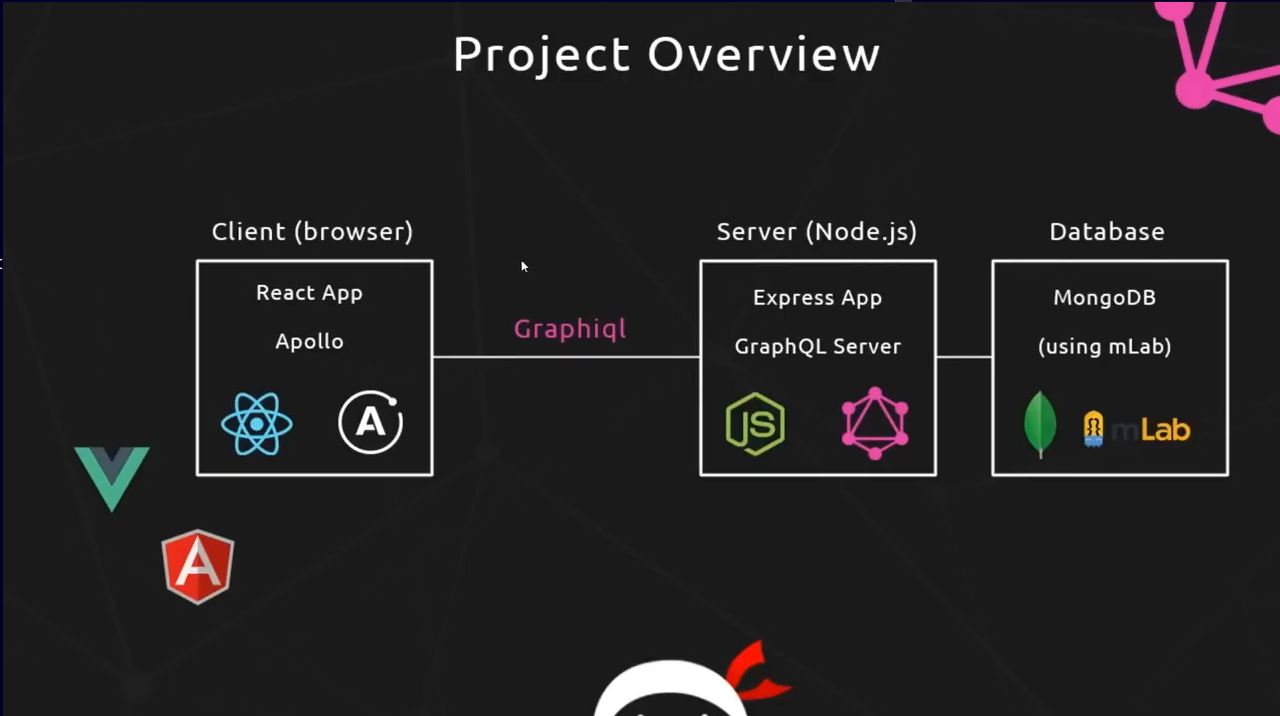 Project Overview
Client (browser)
React App
Apollo
A
Graphiql
Server (Node.js)
Express App
GraphQL Server
JS
Database
MongoDB
(using mLab)
mLab
A